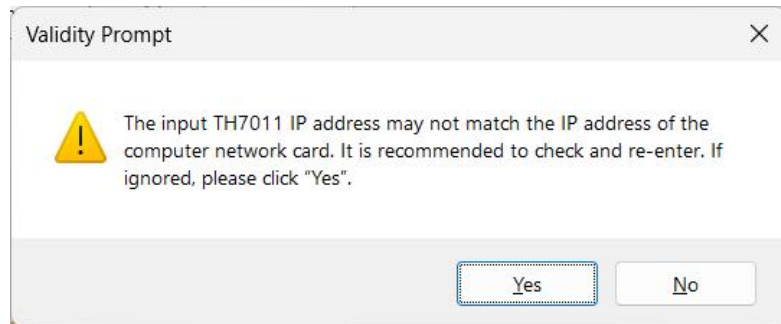 Validity Prompt
The input TH7011 IP address may not match the IP address of the
computer network card. It is recommended to check and re-enter. If
ignored, please click “Yes”.
Yes
No